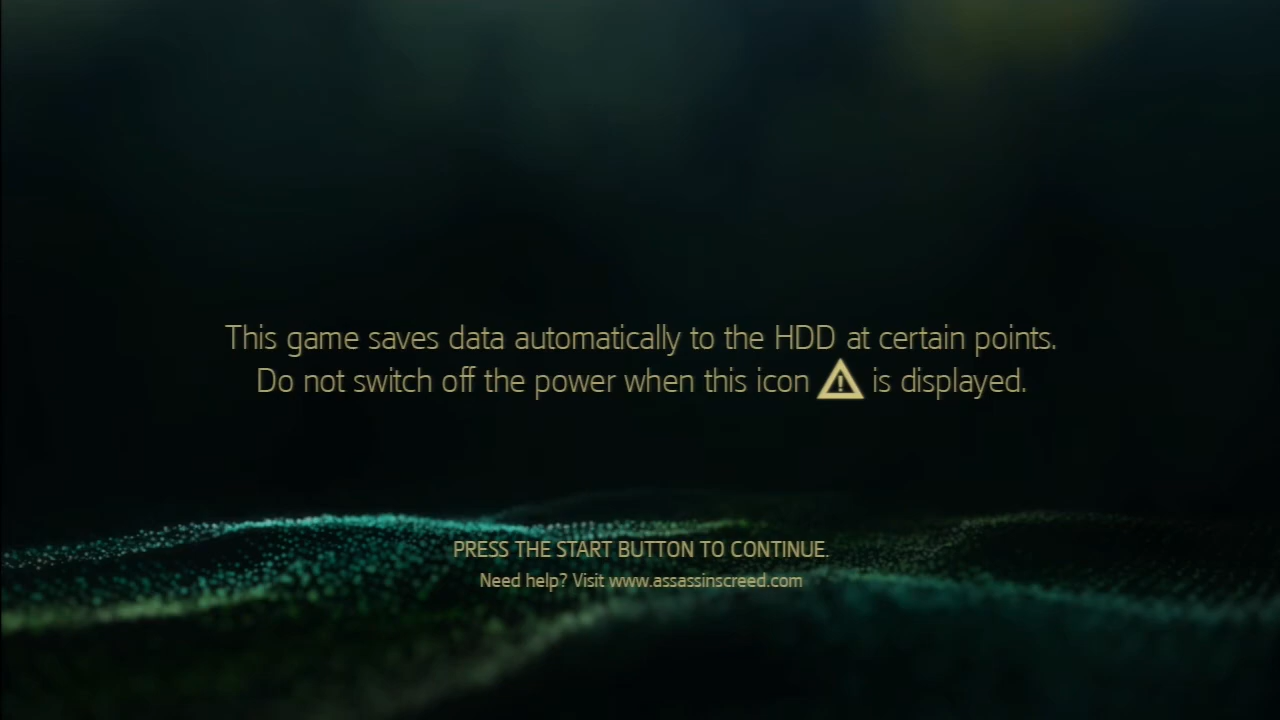 This game saves data automatically to the HDD at certain points.
Do not switch off the power when this icon is displayed.
PRESS THE START BUTTON TO CONTINUE.
Need help? Visit www.assassinscreed.com